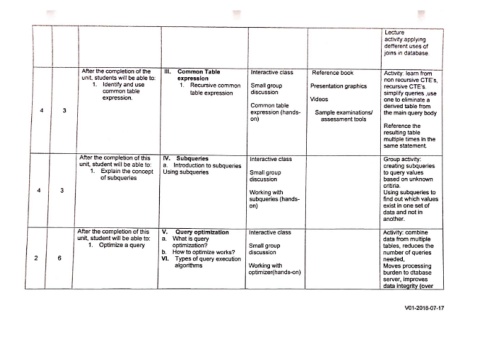 Lecture
activity applying
defferent uses of
joins in database.
4
3
After the completion of the
unit, students will be able to:
1. Identify and use
common table
expression.
III. Common Table
expression
1. Recursive common
table expression
Interactive class
Small group
discussion
Common table
expression (hands-
on)
Reference book
Presentation graphics
Videos
Sample examinations/
assessment tools
Activity: learn from
non recursive CTE's,
recursive CTE's
simplify queries ,use
one to eliminate a
derived table from
the main query body
Reference the
resulting table
multiple times in the
same statement.
4
3
After the completion of this
unit, student will be able to:
1. Explain the concept
of subqueries
IV. Subqueries
a. Introduction to subqueries
Using subqueries
Interactive class
Small group
discussion
Working with
subqueries (hands-
on)
Group activity:
creating subqueries
to query values
based on unknown
critria.
Using subqueries to
find out which values
exist in one set of
data and not in
another.
2
6
After the completion of this
unit, student will be able to:
1. Optimize a query
V. Query optimization
a. What is query
optimization?
b. How to optimize works?
VI. Types of query execution
algorithms
Interactive class
Small group
discussion
Working with
optimizer(hands-on)
Activity: combine
data from multiple
tables, reduces the
number of queries
needed,
Moves processing
burden to dtabase
server, improves
data integrity (over
V01-2016-07-17